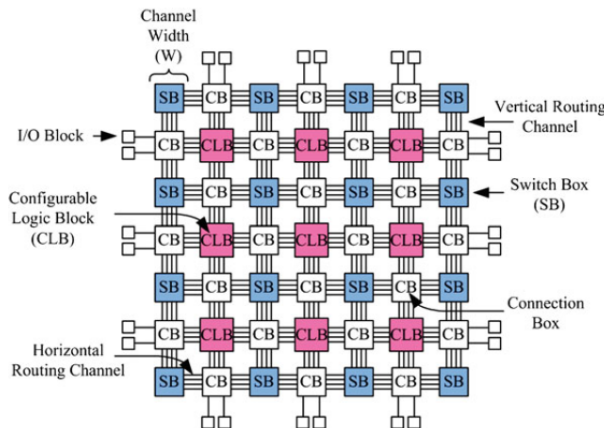 Channel
Width
(W)
SB CB SB CB SB CB SB
Vertical Routing
Channel
I/O Block
CB CLB CB CLB CB CLB CB
SB CB SB CB SB CB SB
Switch Box
(SB)
Configurable
Logic Block
(CLB)
CB CLB CB CLB CB CLB CB
SB CB SB CB SB CB SB
Connection
Box
CB CLB CB CLB CB CLB CB
Horizontal
Routing Channel
SB CB SB CB SB CB SB